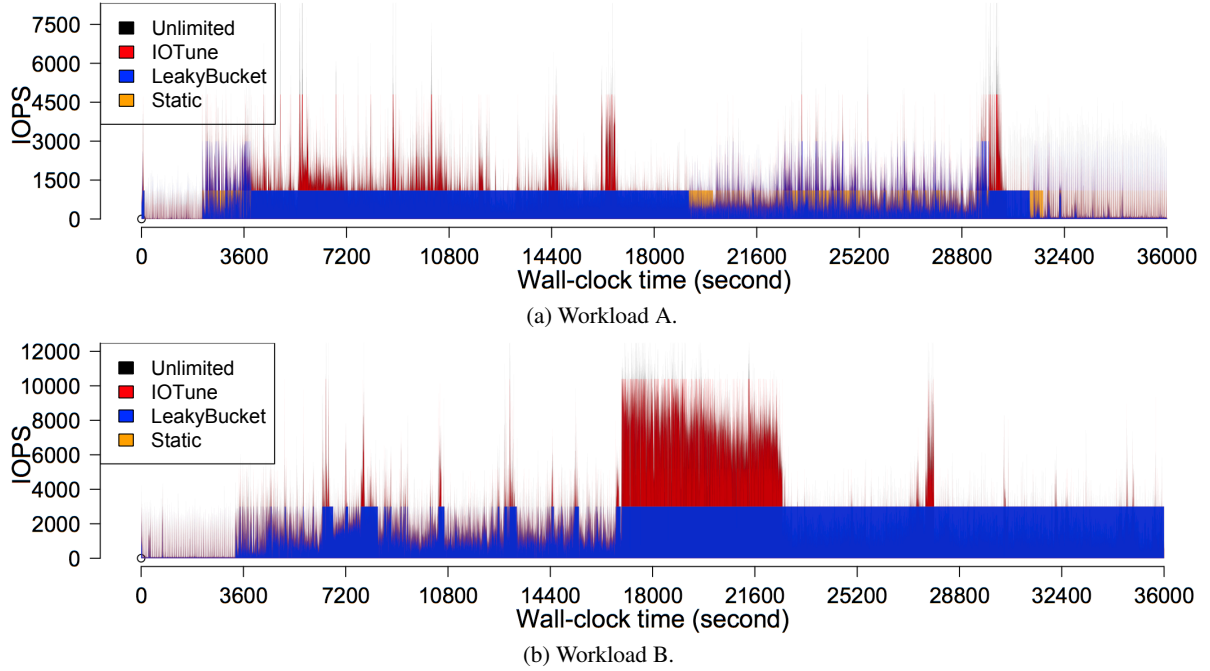 7500
6000
4500
3000
1500
0
IOPS
Unlimited
IOTune
LeakyBucket
Static
0 3600 7200 10800 14400 18000 21600 25200 28800 32400 36000
Wall-clock time (second)
(a) Workload A.
12000
10000
8000
6000
4000
2000
0
IOPS
Unlimited
IOTune
LeakyBucket
Static
0 3600 7200 10800 14400 18000 21600 25200 28800 32400 36000
Wall-clock time (second)
(b) Workload B.